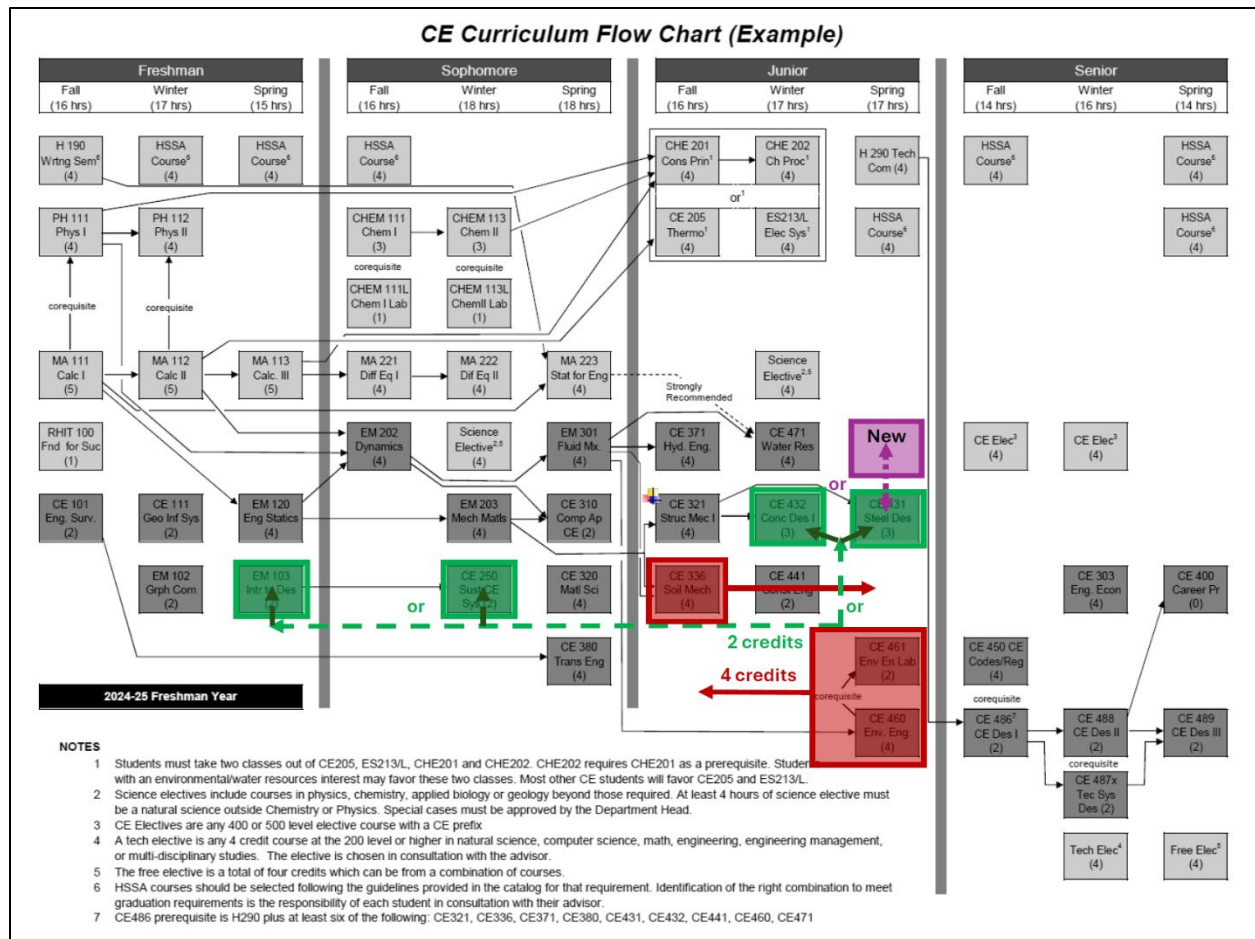 CE Curriculum Flow Chart (Example)
Freshman
Sophomore
Junior
Senior
Fall
(16 hrs)
Winter
(17 hrs)
Spring
(15 hrs)
Fall
(16 hrs)
Winter
(18 hrs)
Spring
(18 hrs)
Fall
(16 hrs)
Winter
(17 hrs)
Spring
(17 hrs)
Fall
(14 hrs)
Winter
(16 hrs)
Spring
(14 hrs)
H 190
Wrtng Sem⁶
(4)
HSSA
Course⁶
(4)
HSSA
Course⁶
(4)
HSSA
Course⁶
(4)
CHE 201
Cons Prin¹
(4)
CHE 202
Ch Proc¹
(4)
H 290 Tech
Com (4)
HSSA
Course⁶
(4)
HSSA
Course⁶
(4)
or¹
PH 111
Phys I
(4)
PH 112
Phys II
(4)
CHEM 111
Chem I
(3)
CHEM 113
Chem II
(3)
CE 205
Thermo¹
(4)
ES213/L
Elec Sys¹
(4)
HSSA
Course⁶
(4)
HSSA
Course⁶
(4)
corequisite
corequisite
corequisite
corequisite
CHEM 111L
Chem I Lab
(1)
CHEM 113L
ChemII Lab
(1)
MA 111
Calc I
(5)
MA 112
Calc II
(5)
MA 113
Calc. III
(5)
MA 221
Diff Eq I
(4)
MA 222
Dif Eq II
(4)
MA 223
Stat for Eng
(4)
Science
Elective²·⁵
(4)
Strongly
Recommended
RHIT 100
Fnd. for Suc
(1)
EM 202
Dynamics
(4)
Science
Elective²·⁵
(4)
EM 301
Fluid Mx.
(4)
CE 371
Hyd. Eng.
(4)
CE 471
Water Res
(4)
New
CE Elec³
(4)
CE Elec³
(4)
or
CE 101
Eng. Surv.
(2)
CE 111
Geo Inf Sys
(2)
EM 120
Eng Statics
(4)
EM 203
Mech Matls
(4)
CE 310
Comp Ap
CE (2)
CE 321
Struc Mec I
(4)
CE 432
Conc Des I
(3)
CE 431
Steel Des
(3)
EM 102
Grph Com
(2)
EM 103
Intr to Des
(2)
CE 250
Sust CE
Sys (2)
CE 320
Matl Sci
(4)
CE 336
Soil Mech
(4)
CE 441
Const Eng
(2)
CE 303
Eng. Econ
(4)
CE 400
Career Pr
(0)
or
or
2 credits
CE 380
Trans Eng
(4)
CE 461
Env En Lab
(2)
CE 450 CE
Codes/Reg
(4)
4 credits
corequisite
2024-25 Freshman Year
corequisite
CE 460
Env. Eng.
(4)
CE 486⁷
CE Des I
(2)
CE 488
CE Des II
(2)
CE 489
CE Des III
(2)
corequisite
CE 487x
Tec Sys
Des (2)
Tech Elec⁴
(4)
Free Elec⁵
(4)
NOTES
1 Students must take two classes out of CE205, ES213/L, CHE201 and CHE202. CHE202 requires CHE201 as a prerequisite. Student
with an environmental/water resources interest may favor these two classes. Most other CE students will favor CE205 and ES213/L.
2 Science electives include courses in physics, chemistry, applied biology or geology beyond those required. At least 4 hours of science elective must
be a natural science outside Chemistry or Physics. Special cases must be approved by the Department Head.
3 CE Electives are any 400 or 500 level elective course with a CE prefix
4 A tech elective is any 4 credit course at the 200 level or higher in natural science, computer science, math, engineering, engineering management,
or multi-disciplinary studies. The elective is chosen in consultation with the advisor.
5 The free elective is a total of four credits which can be from a combination of courses.
6 HSSA courses should be selected following the guidelines provided in the catalog for that requirement. Identification of the right combination to meet
graduation requirements is the responsibility of each student in consultation with their advisor.
7 CE486 prerequisite is H290 plus at least six of the following: CE321, CE336, CE371, CE380, CE431, CE432, CE441, CE460, CE471